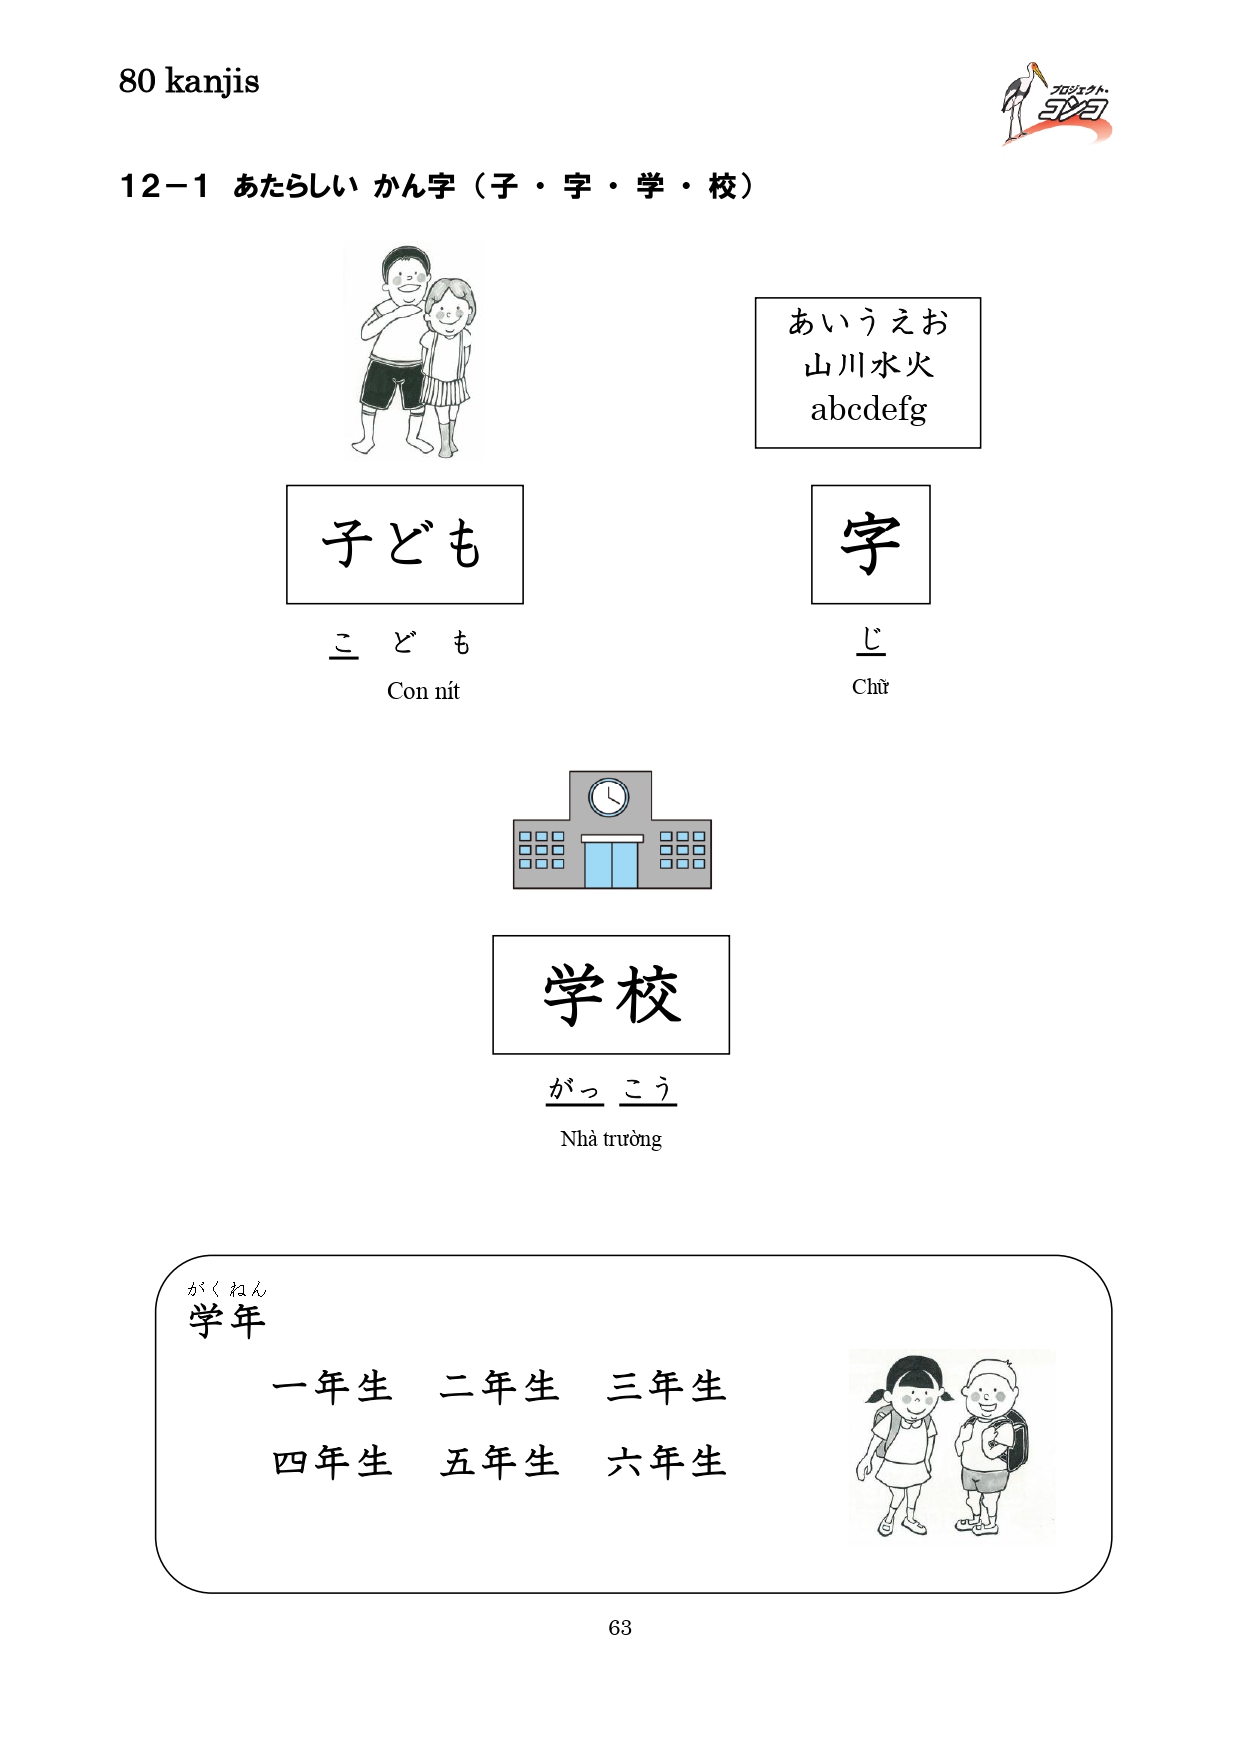 80 kanjis
プロジェクト・
コンコ
12－1 あたらしい かん字（子・字・学・校）
あいうえお
山川水火
abcdefg
子ども
字
こ ど も
じ
Con nít
Chữ
学校
がっ こう
Nhà trường
がくねん
学年
一年生 二年生 三年生
四年生 五年生 六年生
63